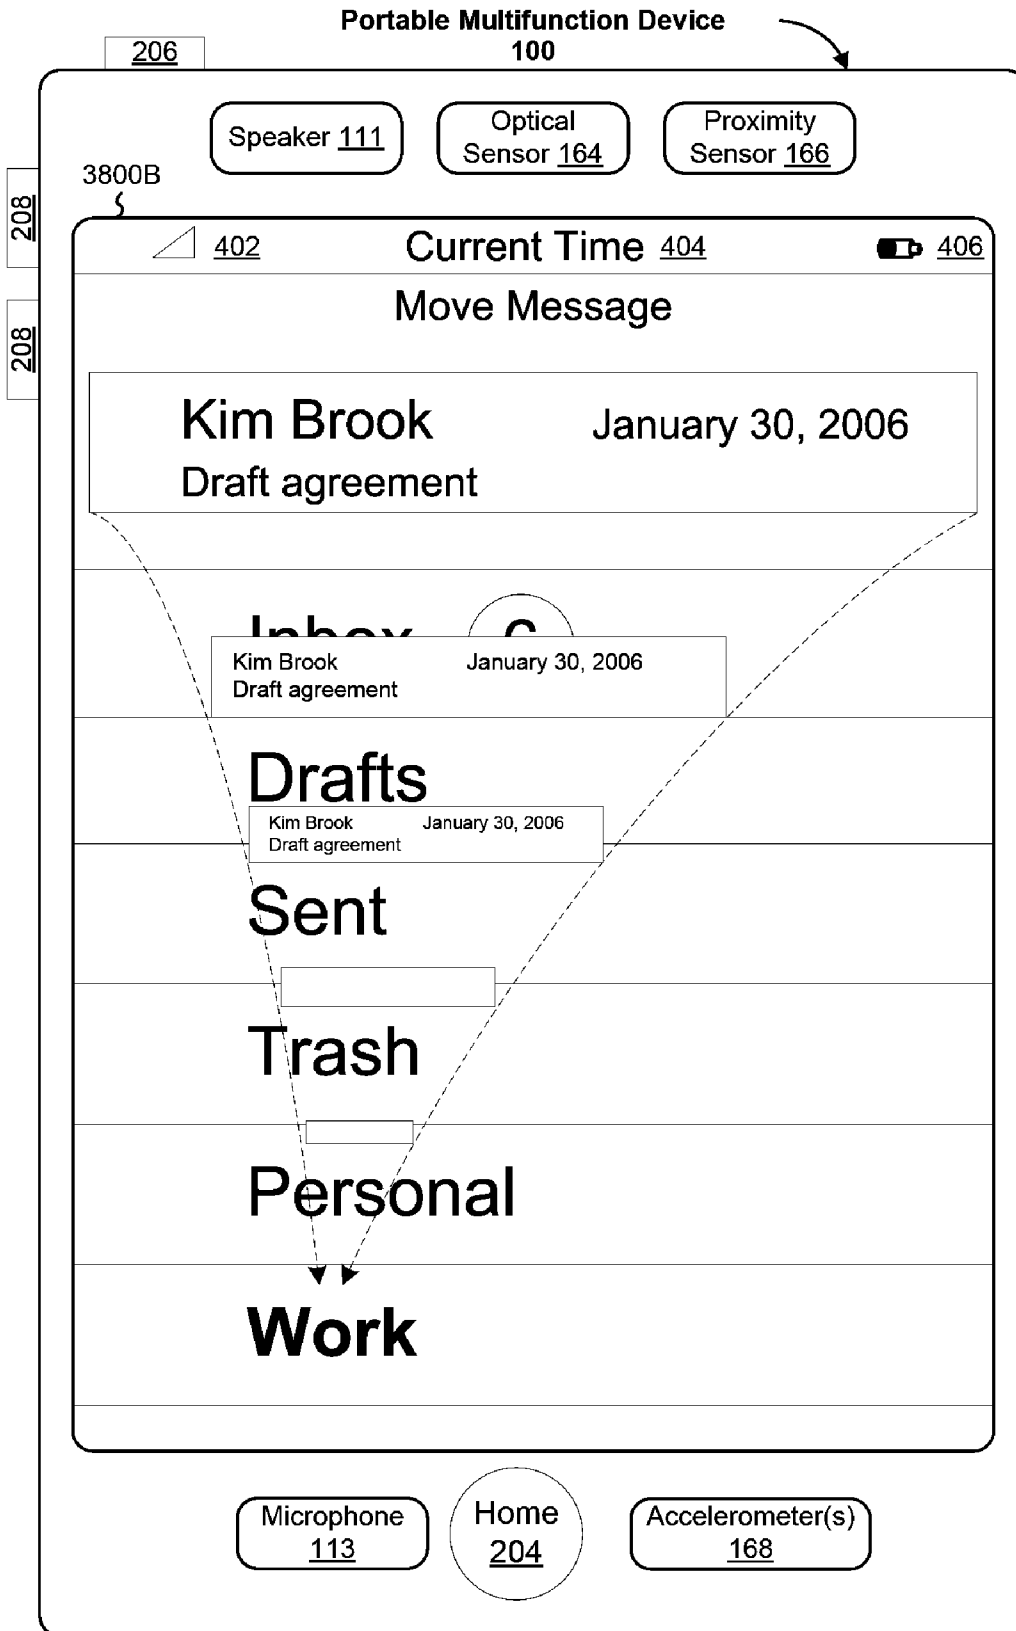 Portable Multifunction Device
100
206
Speaker 111
Optical
Sensor 164
Proximity
Sensor 166
3800B
208
208
402
Current Time 404
406
Move Message
Kim Brook
January 30, 2006
Draft agreement
Inbox
Kim Brook
January 30, 2006
Draft agreement
Drafts
Kim Brook
January 30, 2006
Draft agreement
Sent
Trash
Personal
Work
Microphone
113
Home
204
Accelerometer(s)
168